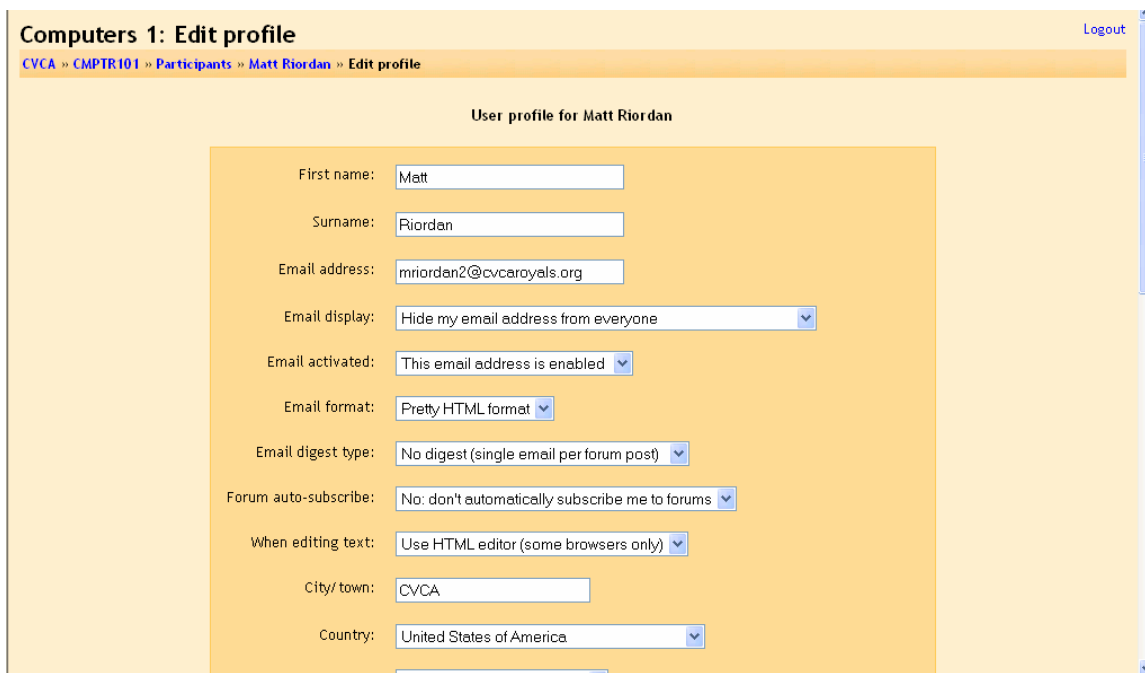 Computers 1: Edit profile
Logout
CVCA » CMPTR101 » Participants » Matt Riordan » Edit profile
User profile for Matt Riordan
First name: Matt
Surname: Riordan
Email address: mriordan2@cvcaroyals.org
Email display: Hide my email address from everyone
Email activated: This email address is enabled
Email format: Pretty HTML format
Email digest type: No digest (single email per forum post)
Forum auto-subscribe: No: don't automatically subscribe me to forums
When editing text: Use HTML editor (some browsers only)
City/town: CVCA
Country: United States of America